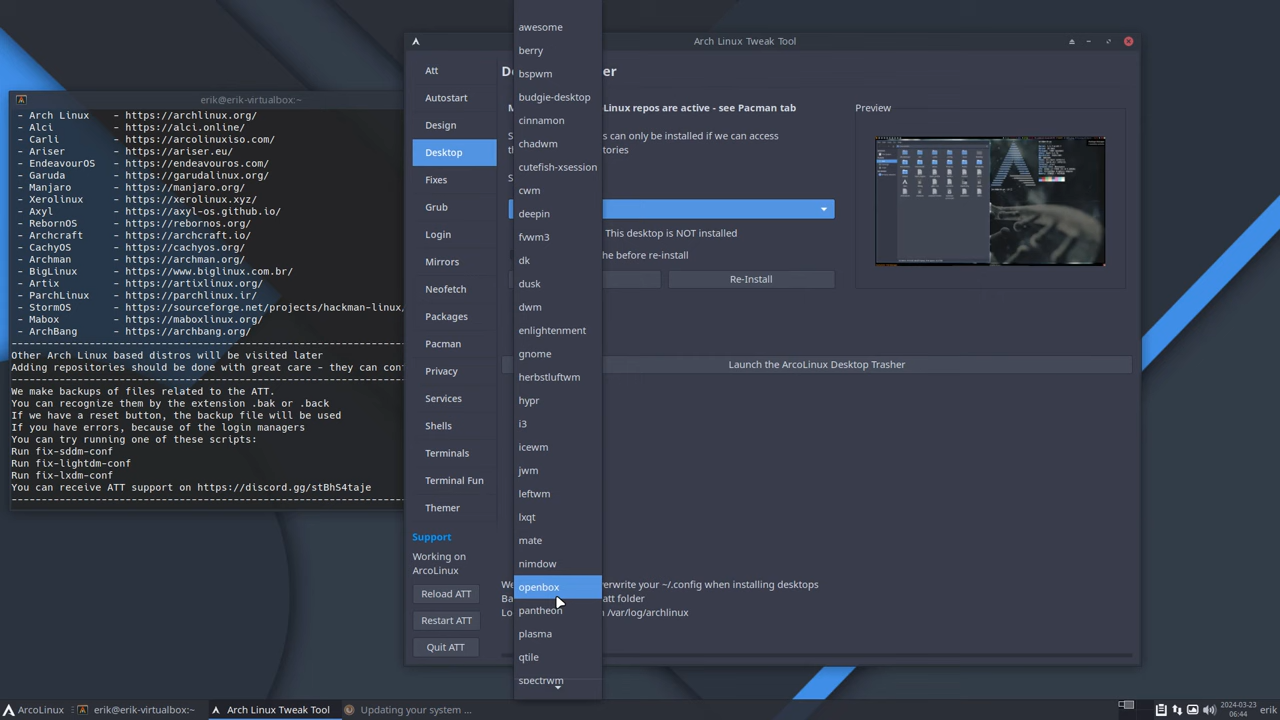 erik@erik-virtualbox:~
- Arch Linux - https://archlinux.org/
- Alci - https://alci.online/
- Carli - https://arcolinuxiso.com/
- Ariser - https://ariser.eu/
- EndeavourOS - https://endeavouros.com/
- Garuda - https://garudalinux.org/
- Manjaro - https://manjaro.org/
- Xerolinux - https://xerolinux.xyz/
- Axyl - https://axyl-os.github.io/
- RebornOS - https://rebornos.org/
- Archcraft - https://archcraft.io/
- CachyOS - https://cachyos.org/
- Archman - https://archman.org/
- BigLinux - https://www.biglinux.com.br/
- Artix - https://artixlinux.org/
- ParchLinux - https://parchlinux.ir/
- StormOS - https://sourceforge.net/projects/hackman-linux/
- Mabox - https://maboxlinux.org/
- ArchBang - https://archbang.org/
Other Arch Linux based distros will be visited later
Adding repositories should be done with great care - they can con
We make backups of files related to the ATT.
You can recognize them by the extension .bak or .back
If we have a reset button, the backup file will be used
If you have errors, because of the login managers
You can try running one of these scripts:
Run fix-sddm-conf
Run fix-lightdm-conf
Run fix-lxdm-conf
You can receive ATT support on https://discord.gg/stBhS4taje
Arch Linux Tweak Tool
Att
Autostart
Design
Desktop
Fixes
Grub
Login
Mirrors
Neofetch
Packages
Pacman
Privacy
Services
Shells
Terminals
Terminal Fun
Themer
Support
Working on
ArcoLinux
Reload ATT
Restart ATT
Quit ATT
awesome
berry
bspwm
budgie-desktop
cinnamon
chadwm
cutefish-xsession
cwm
deepin
fvwm3
dk
dusk
dwm
enlightenment
gnome
herbstluftwm
hypr
i3
icewm
jwm
leftwm
lxqt
mate
nimdow
openbox
pantheon
plasma
qtile
spectrwm
Linux repos are active - see Pacman tab
s can only be installed if we can access
This desktop is NOT installed
he before re-install
Re-Install
Preview
Launch the ArcoLinux Desktop Trasher
We erwrite your ~/.config when installing desktops
att folder
/var/log/archlinux
ArcoLinux
erik@erik-virtualbox:~
Arch Linux Tweak Tool
Updating your system ...
2024-03-23
06:44
erik